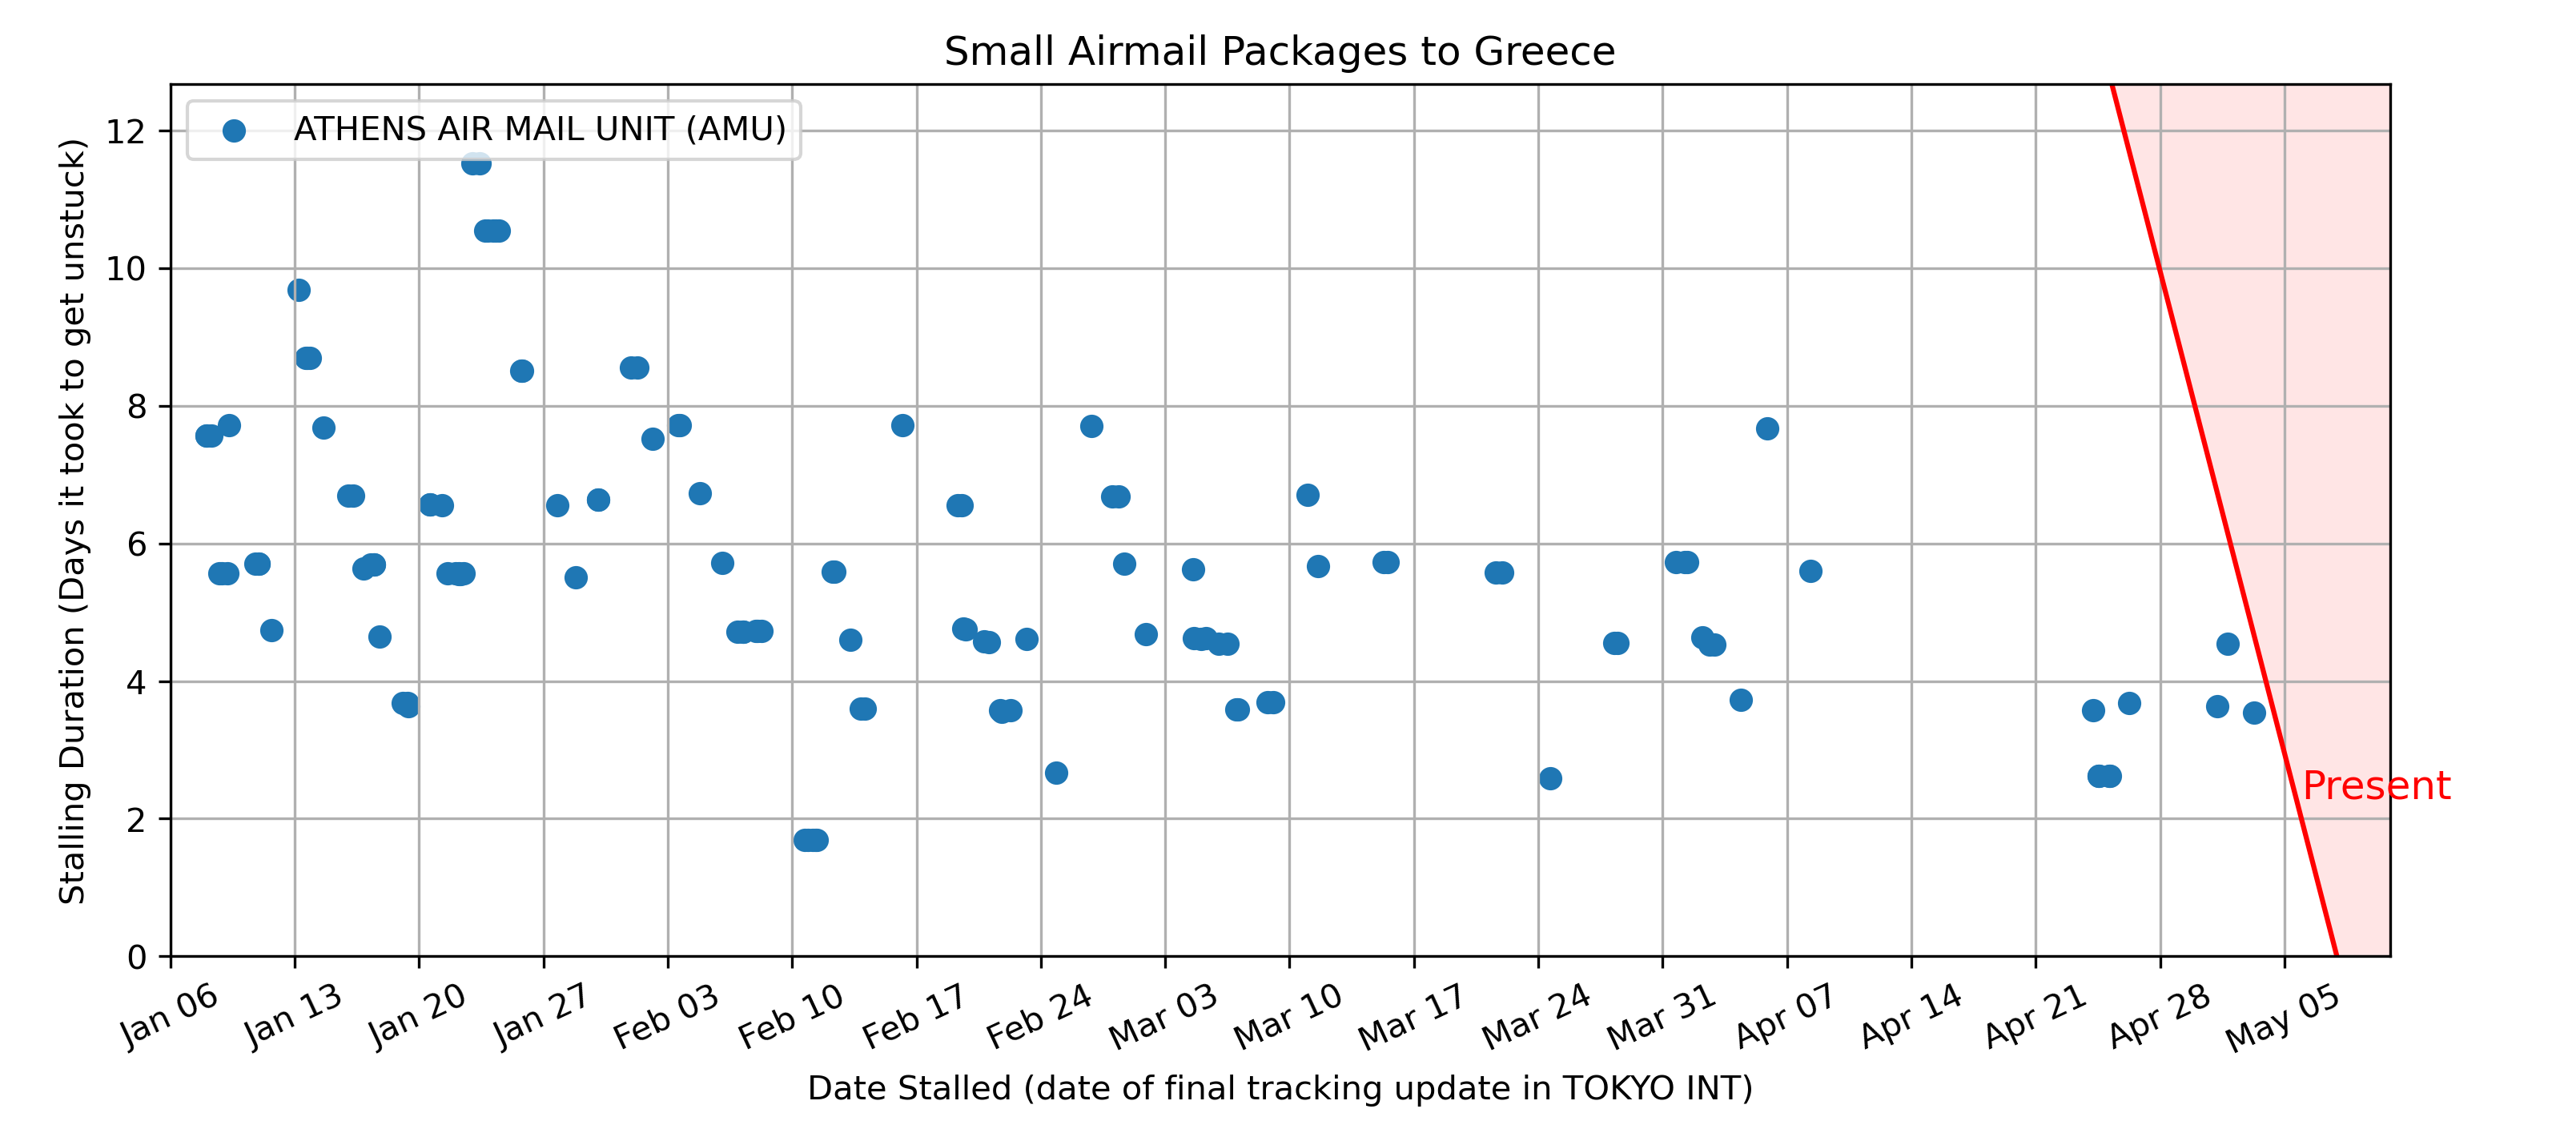 Small Airmail Packages to Greece
ATHENS AIR MAIL UNIT (AMU)
Stalling Duration (Days it took to get unstuck)
12
10
8
6
4
2
0
Present
Jan 06 Jan 13 Jan 20 Jan 27 Feb 03 Feb 10 Feb 17 Feb 24 Mar 03 Mar 10 Mar 17 Mar 24 Mar 31 Apr 07 Apr 14 Apr 21 Apr 28 May 05
Date Stalled (date of final tracking update in TOKYO INT)